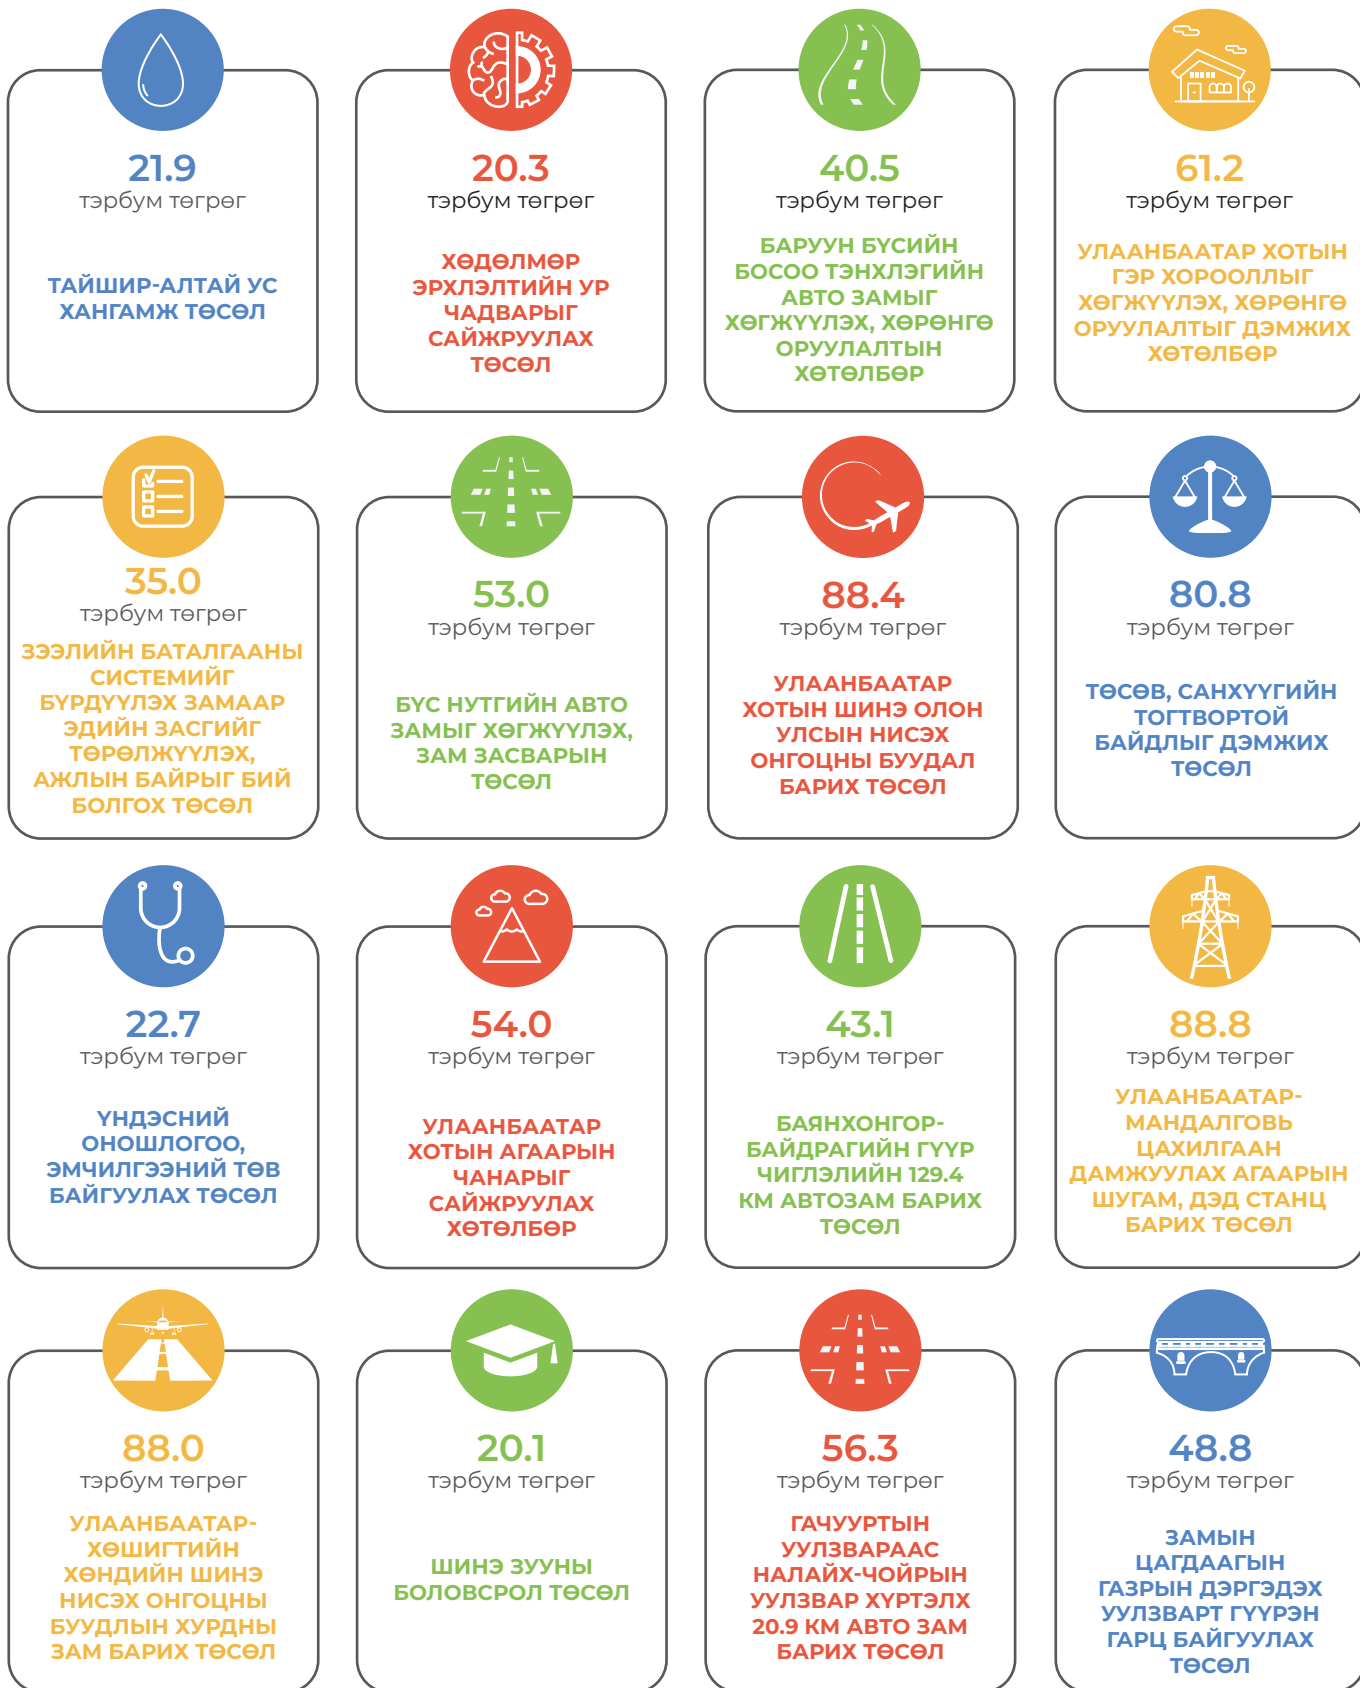 21.9
тэрбум төгрөг
ТАЙШИР-АЛТАЙ УС
ХАНГАМЖ ТӨСӨЛ
20.3
тэрбум төгрөг
ХӨДӨЛМӨР
ЭРХЛЭЛТИЙН УР
ЧАДВАРЫГ
САЙЖРУУЛАХ
ТӨСӨЛ
40.5
тэрбум төгрөг
БАРУУН БҮСИЙН
БОСОО ТЭНХЛЭГИЙН
АВТО ЗАМЫГ
ХӨГЖҮҮЛЭХ, ХӨРӨНГӨ
ОРУУЛАЛТЫН
ХӨТӨЛБӨР
61.2
тэрбум төгрөг
УЛААНБААТАР ХОТЫН
ГЭР ХОРООЛЛЫГ
ХӨГЖҮҮЛЭХ, ХӨРӨНГӨ
ОРУУЛАЛТЫГ ДЭМЖИХ
ХӨТӨЛБӨР
35.0
тэрбум төгрөг
ЗЭЭЛИЙН БАТАЛГААНЫ
СИСТЕМИЙГ
БҮРДҮҮЛЭХ ЗАМААР
ЭДИЙН ЗАСГИЙГ
ТӨРӨЛЖҮҮЛЭХ,
АЖЛЫН БАЙРЫГ БИЙ
БОЛГОХ ТӨСӨЛ
53.0
тэрбум төгрөг
БҮС НУТГИЙН АВТО
ЗАМЫГ ХӨГЖҮҮЛЭХ,
ЗАМ ЗАСВАРЫН
ТӨСӨЛ
88.4
тэрбум төгрөг
УЛААНБААТАР
ХОТЫН ШИНЭ ОЛОН
УЛСЫН НИСЭХ
ОНГОЦНЫ БУУДАЛ
БАРИХ ТӨСӨЛ
80.8
тэрбум төгрөг
ТӨСӨВ, САНХҮҮГИЙН
ТОГТВОРТОЙ
БАЙДЛЫГ ДЭМЖИХ
ТӨСӨЛ
22.7
тэрбум төгрөг
ҮНДЭСНИЙ
ОНОШЛОГОО,
ЭМЧИЛГЭЭНИЙ ТӨВ
БАЙГУУЛАХ ТӨСӨЛ
54.0
тэрбум төгрөг
УЛААНБААТАР
ХОТЫН АГААРЫН
ЧАНАРЫГ
САЙЖРУУЛАХ
ХӨТӨЛБӨР
43.1
тэрбум төгрөг
БАЯНХОНГОР-
БАЙДРАГИЙН ГҮҮР
ЧИГЛЭЛИЙН 129.4
КМ АВТОЗАМ БАРИХ
ТӨСӨЛ
88.8
тэрбум төгрөг
УЛААНБААТАР-
МАНДАЛГОВЬ
ЦАХИЛГААН
ДАМЖУУЛАХ АГААРЫН
ШУГАМ, ДЭД СТАНЦ
БАРИХ ТӨСӨЛ
88.0
тэрбум төгрөг
УЛААНБААТАР-
ХӨШИГТИЙН
ХӨНДИЙН ШИНЭ
НИСЭХ ОНГОЦНЫ
БУУДЛЫН ХУРДНЫ
ЗАМ БАРИХ ТӨСӨЛ
20.1
тэрбум төгрөг
ШИНЭ ЗУУНЫ
БОЛОВСРОЛ ТӨСӨЛ
56.3
тэрбум төгрөг
ГАЧУУРТЫН
УУЛЗВАРААС
НАЛАЙХ-ЧОЙРЫН
УУЛЗВАР ХҮРТЭЛХ
20.9 КМ АВТО ЗАМ
БАРИХ ТӨСӨЛ
48.8
тэрбум төгрөг
ЗАМЫН
ЦАГДААГЫН
ГАЗРЫН ДЭРГЭДЭХ
УУЛЗВАРТ ГҮҮРЭН
ГАРЦ БАЙГУУЛАХ
ТӨСӨЛ